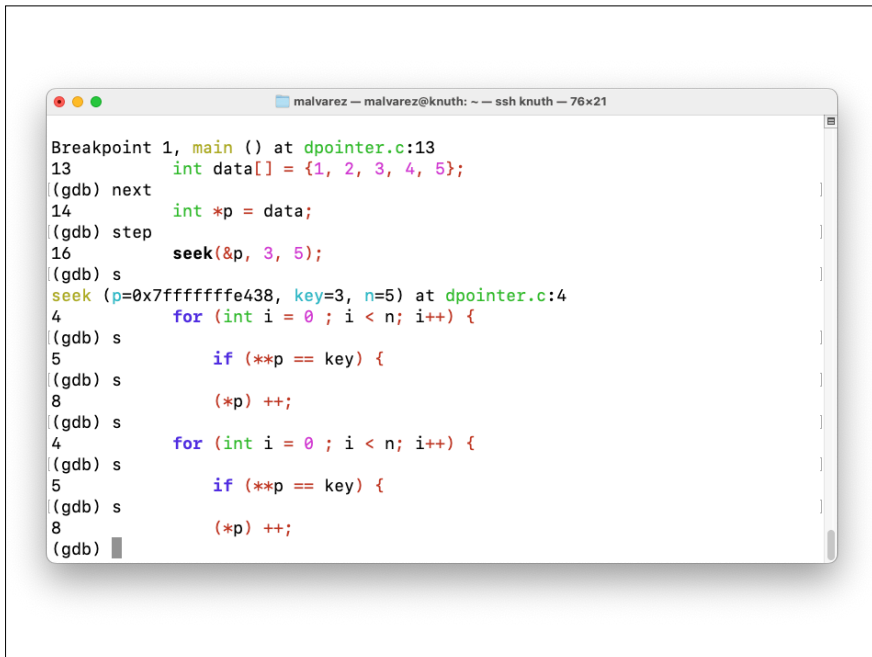 malvarez — malvarez@knuth: ~ — ssh knuth — 76×21
Breakpoint 1, main () at dpointer.c:13
13          int data[] = {1, 2, 3, 4, 5};
(gdb) next
14          int *p = data;
(gdb) step
16          seek(&p, 3, 5);
(gdb) s
seek (p=0x7fffffffe438, key=3, n=5) at dpointer.c:4
4           for (int i = 0 ; i < n; i++) {
(gdb) s
5               if (**p == key) {
(gdb) s
8               (*p) ++;
(gdb) s
4           for (int i = 0 ; i < n; i++) {
(gdb) s
5               if (**p == key) {
(gdb) s
8               (*p) ++;
(gdb)